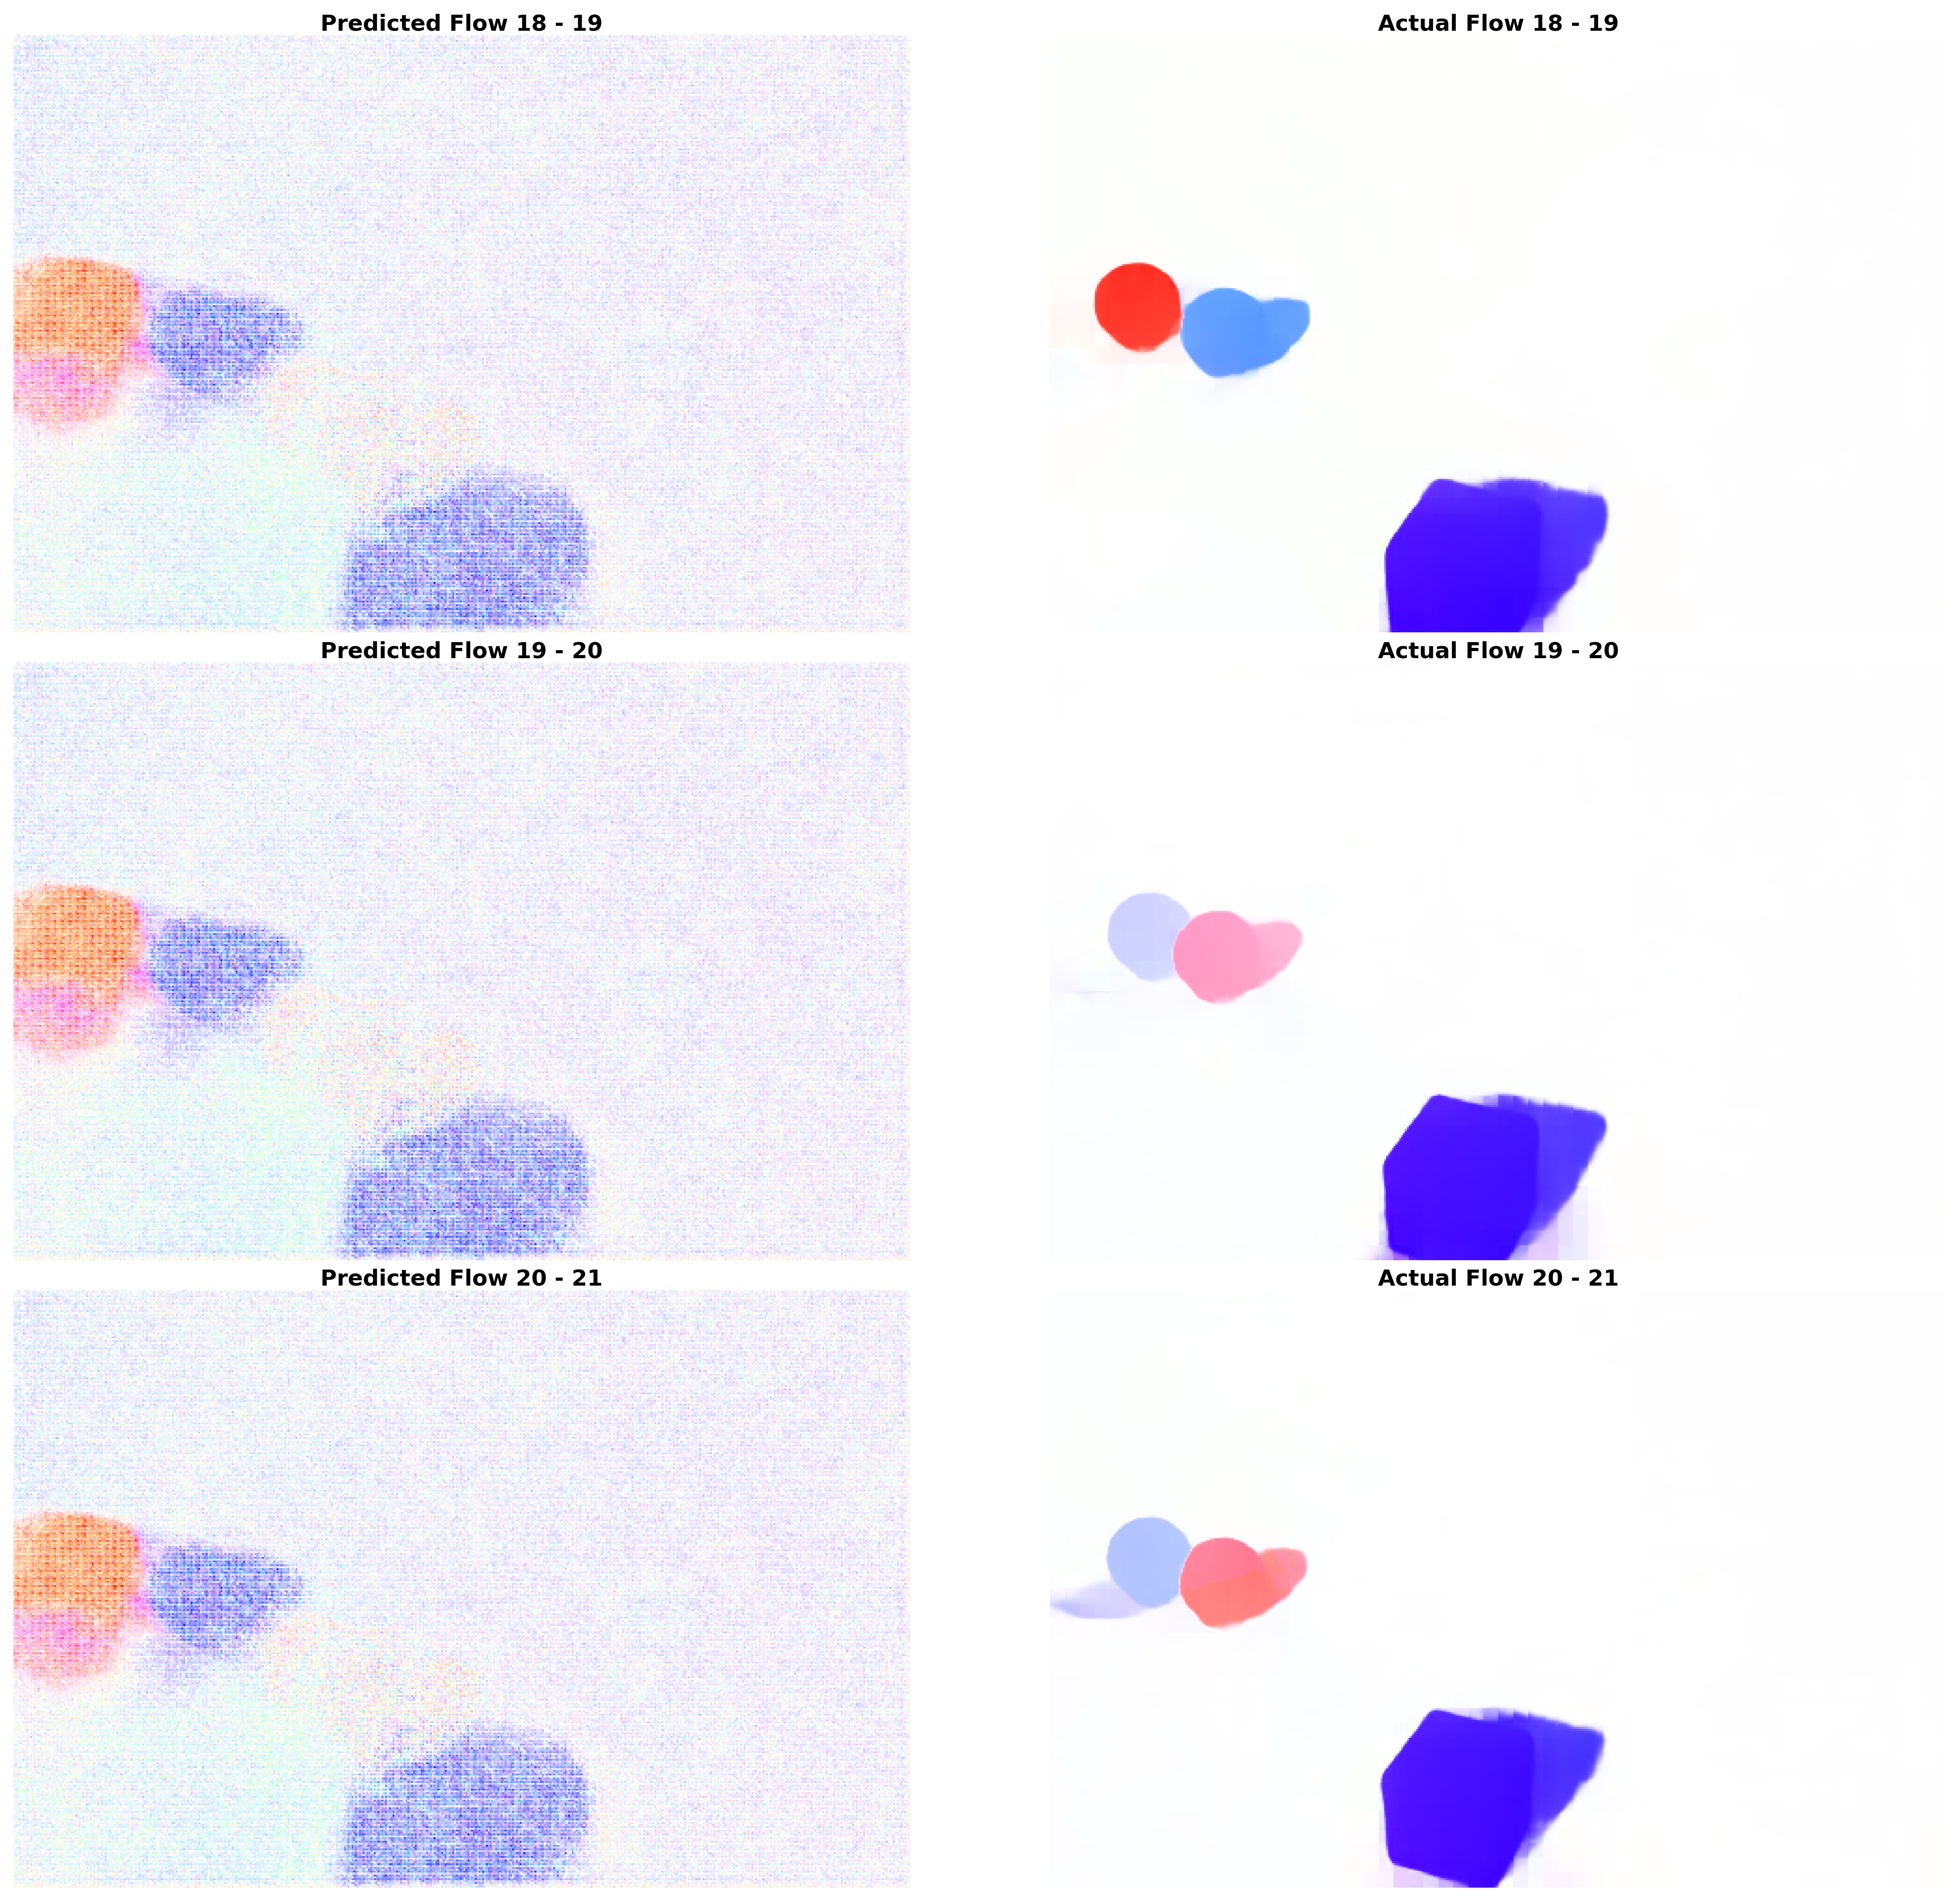 Predicted Flow 18 - 19
Actual Flow 18 - 19
Predicted Flow 19 - 20
Actual Flow 19 - 20
Predicted Flow 20 - 21
Actual Flow 20 - 21